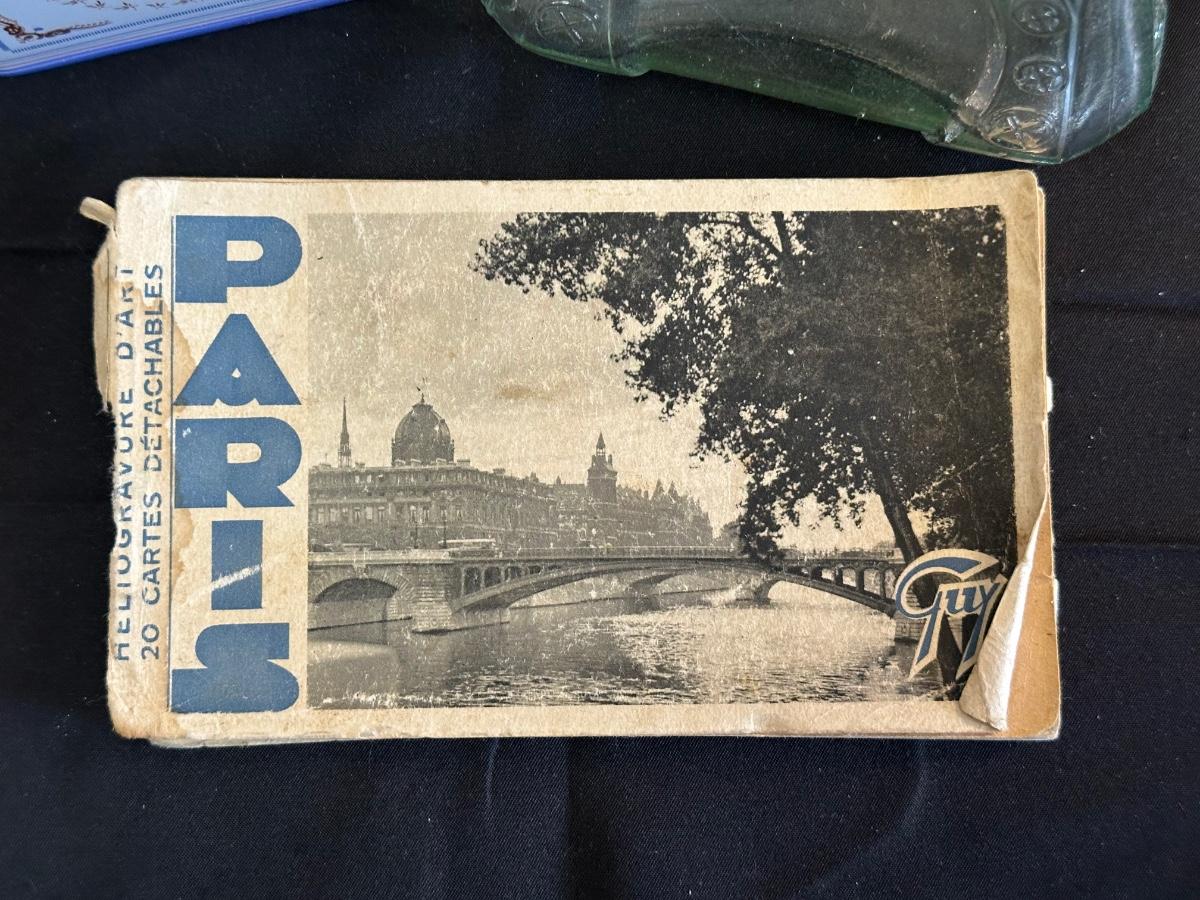 HELIOGRAVURE D'ART
20 CARTES DÉTACHABLES
PARIS
Guy